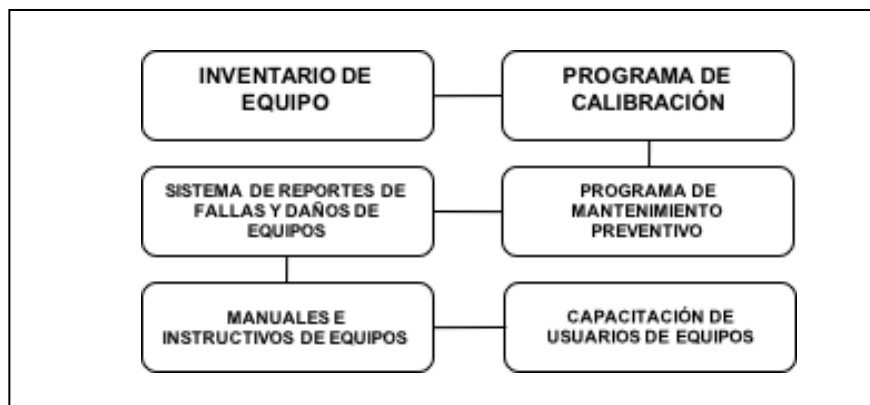 INVENTARIO DE
EQUIPO
PROGRAMA DE
CALIBRACIÓN
SISTEMA DE REPORTES DE
FALLAS Y DAÑOS DE
EQUIPOS
PROGRAMA DE
MANTENIMIENTO
PREVENTIVO
MANUALES E
INSTRUCTIVOS DE EQUIPOS
CAPACITACIÓN DE
USUARIOS DE EQUIPOS